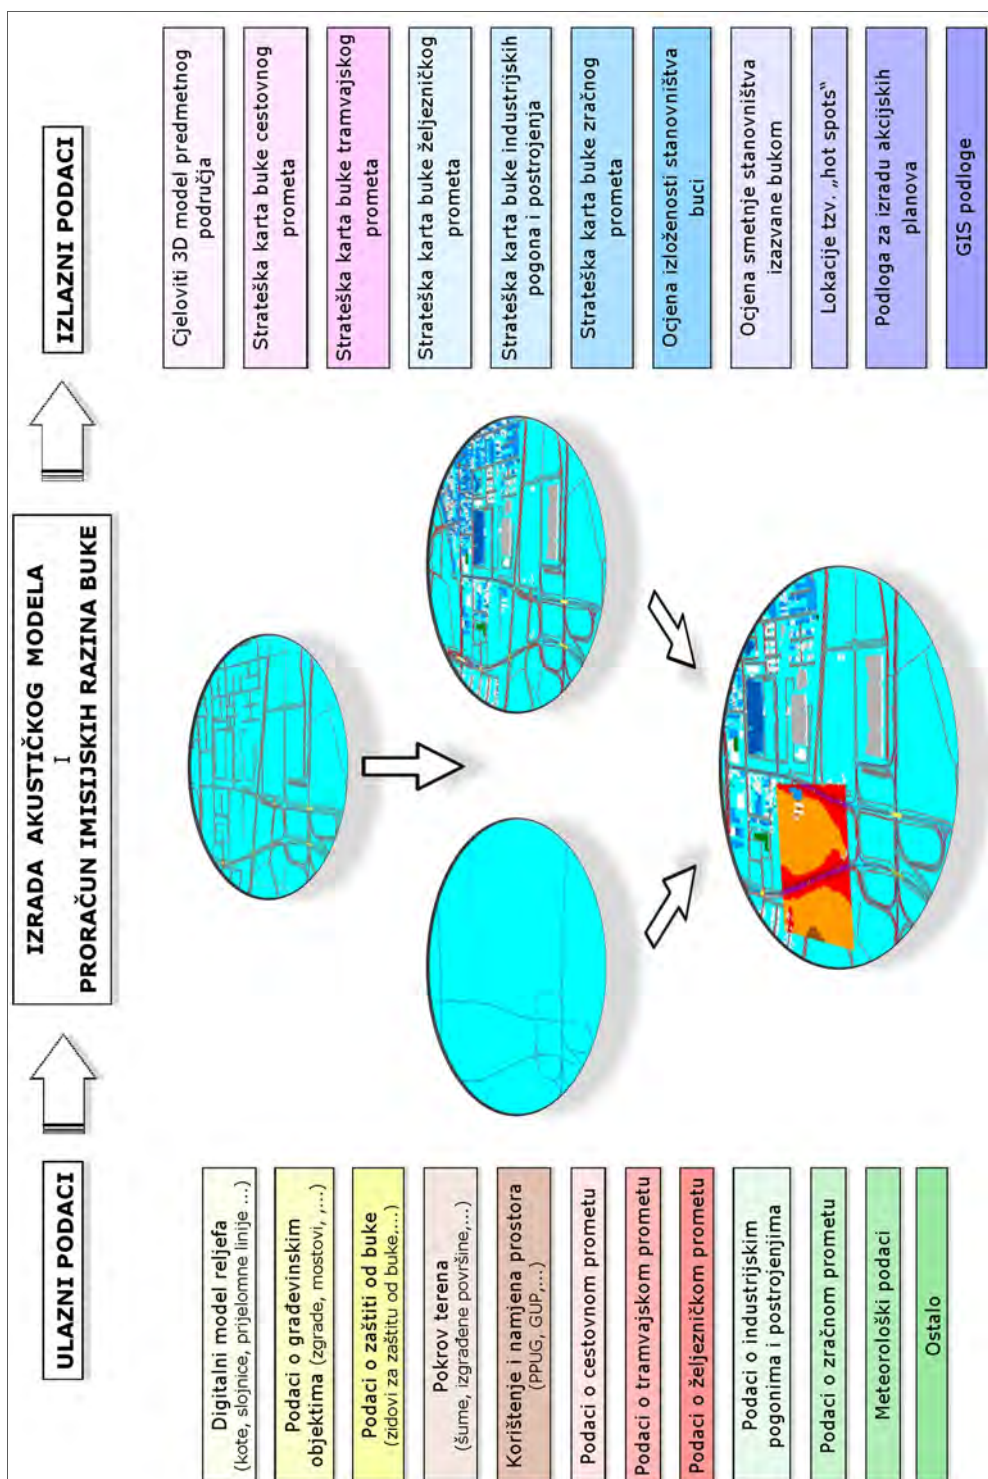 ULAZNI PODACI
Digitalni model reljefa
(kote, slojnice, prijelomne linije ...)
Podaci o građevinskim
objektima (zgrade, mostovi, ,...)
Podaci o zaštiti od buke
(zidovi za zaštitu od buke,...)
Pokrov terena
(šume, izgrađene površine,...)
Korištenje i namjena prostora
(PPUG, GUP,...)
Podaci o cestovnom prometu
Podaci o tramvajskom prometu
Podaci o željezničkom prometu
Podaci o industrijskim
pogonima i postrojenjima
Podaci o zračnom prometu
Meteorološki podaci
Ostalo
IZRADA AKUSTIČKOG MODELA
I
PRORAČUN IMISIJSKIH RAZINA BUKE
IZLAZNI PODACI
Cjeloviti 3D model predmetnog
područja
Strateška karta buke cestovnog
prometa
Strateška karta buke tramvajskog
prometa
Strateška karta buke željezničkog
prometa
Strateška karta buke industrijskih
pogona i postrojenja
Strateška karta buke zračnog
prometa
Ocjena izloženosti stanovništva
buci
Ocjena smetnje stanovništva
izazvane bukom
Lokacije tzv. „hot spots“
Podloga za izradu akcijskih
planova
GIS podloge